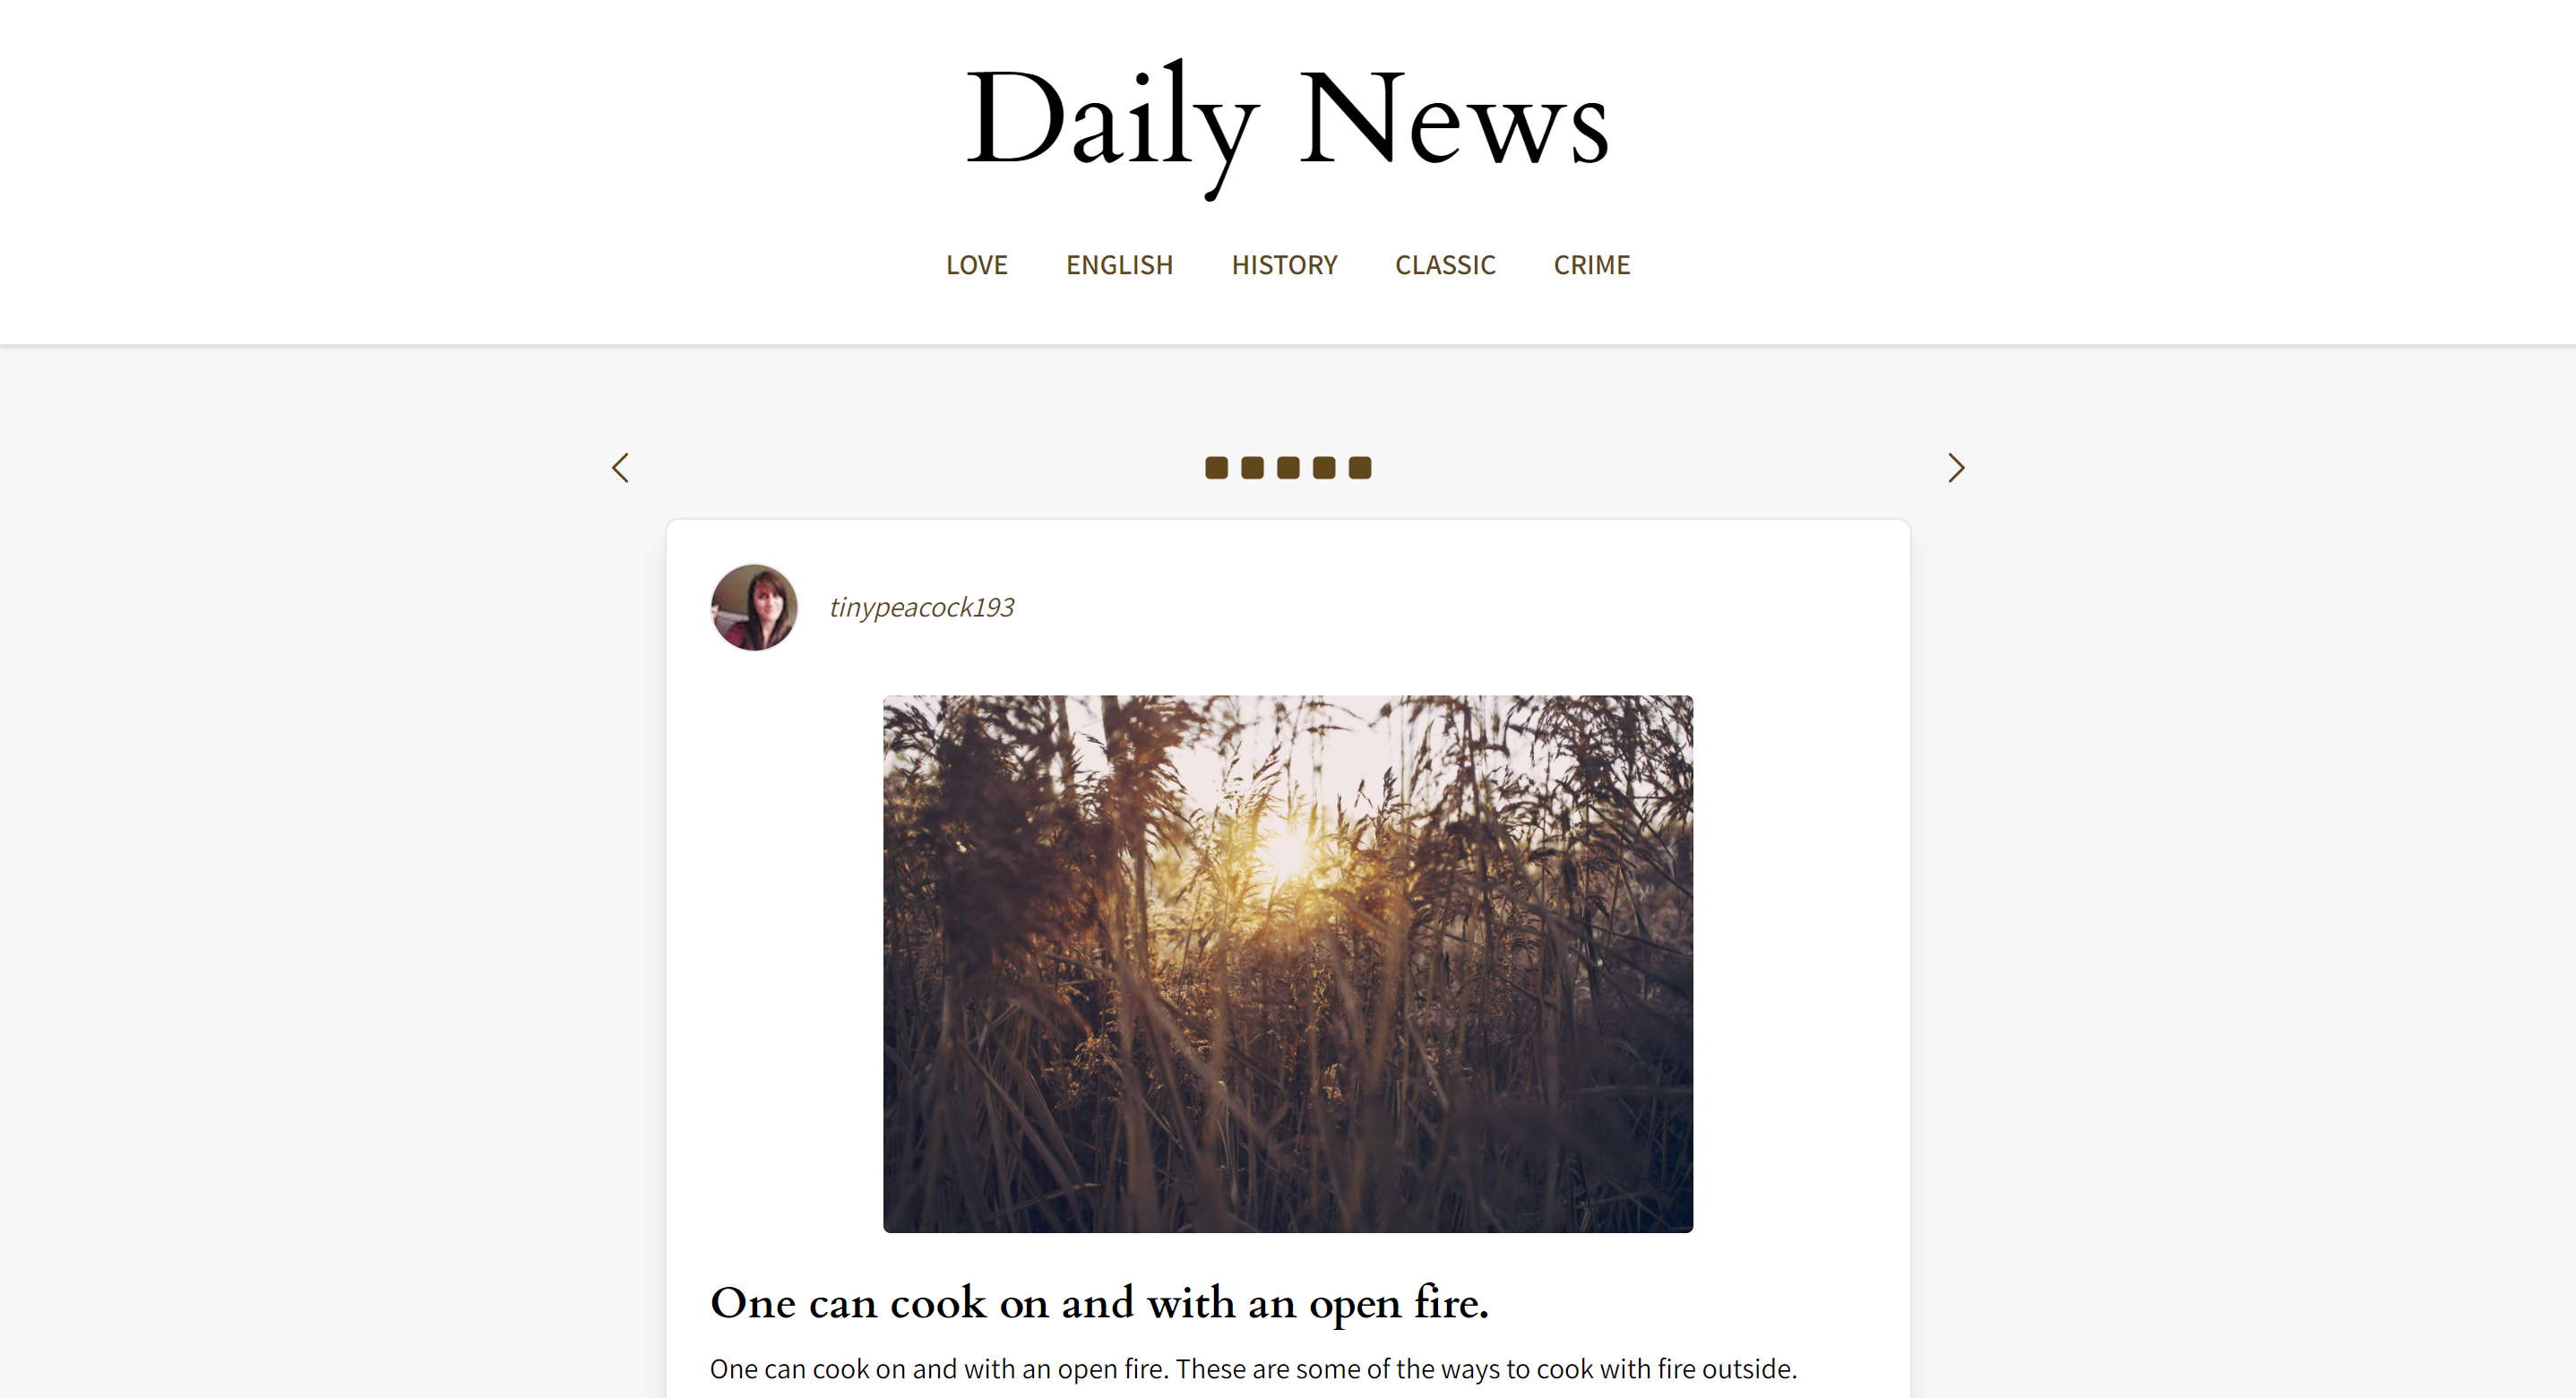 Daily News
LOVE ENGLISH HISTORY CLASSIC CRIME
tinypeacock193
One can cook on and with an open fire.
One can cook on and with an open fire. These are some of the ways to cook with fire outside.